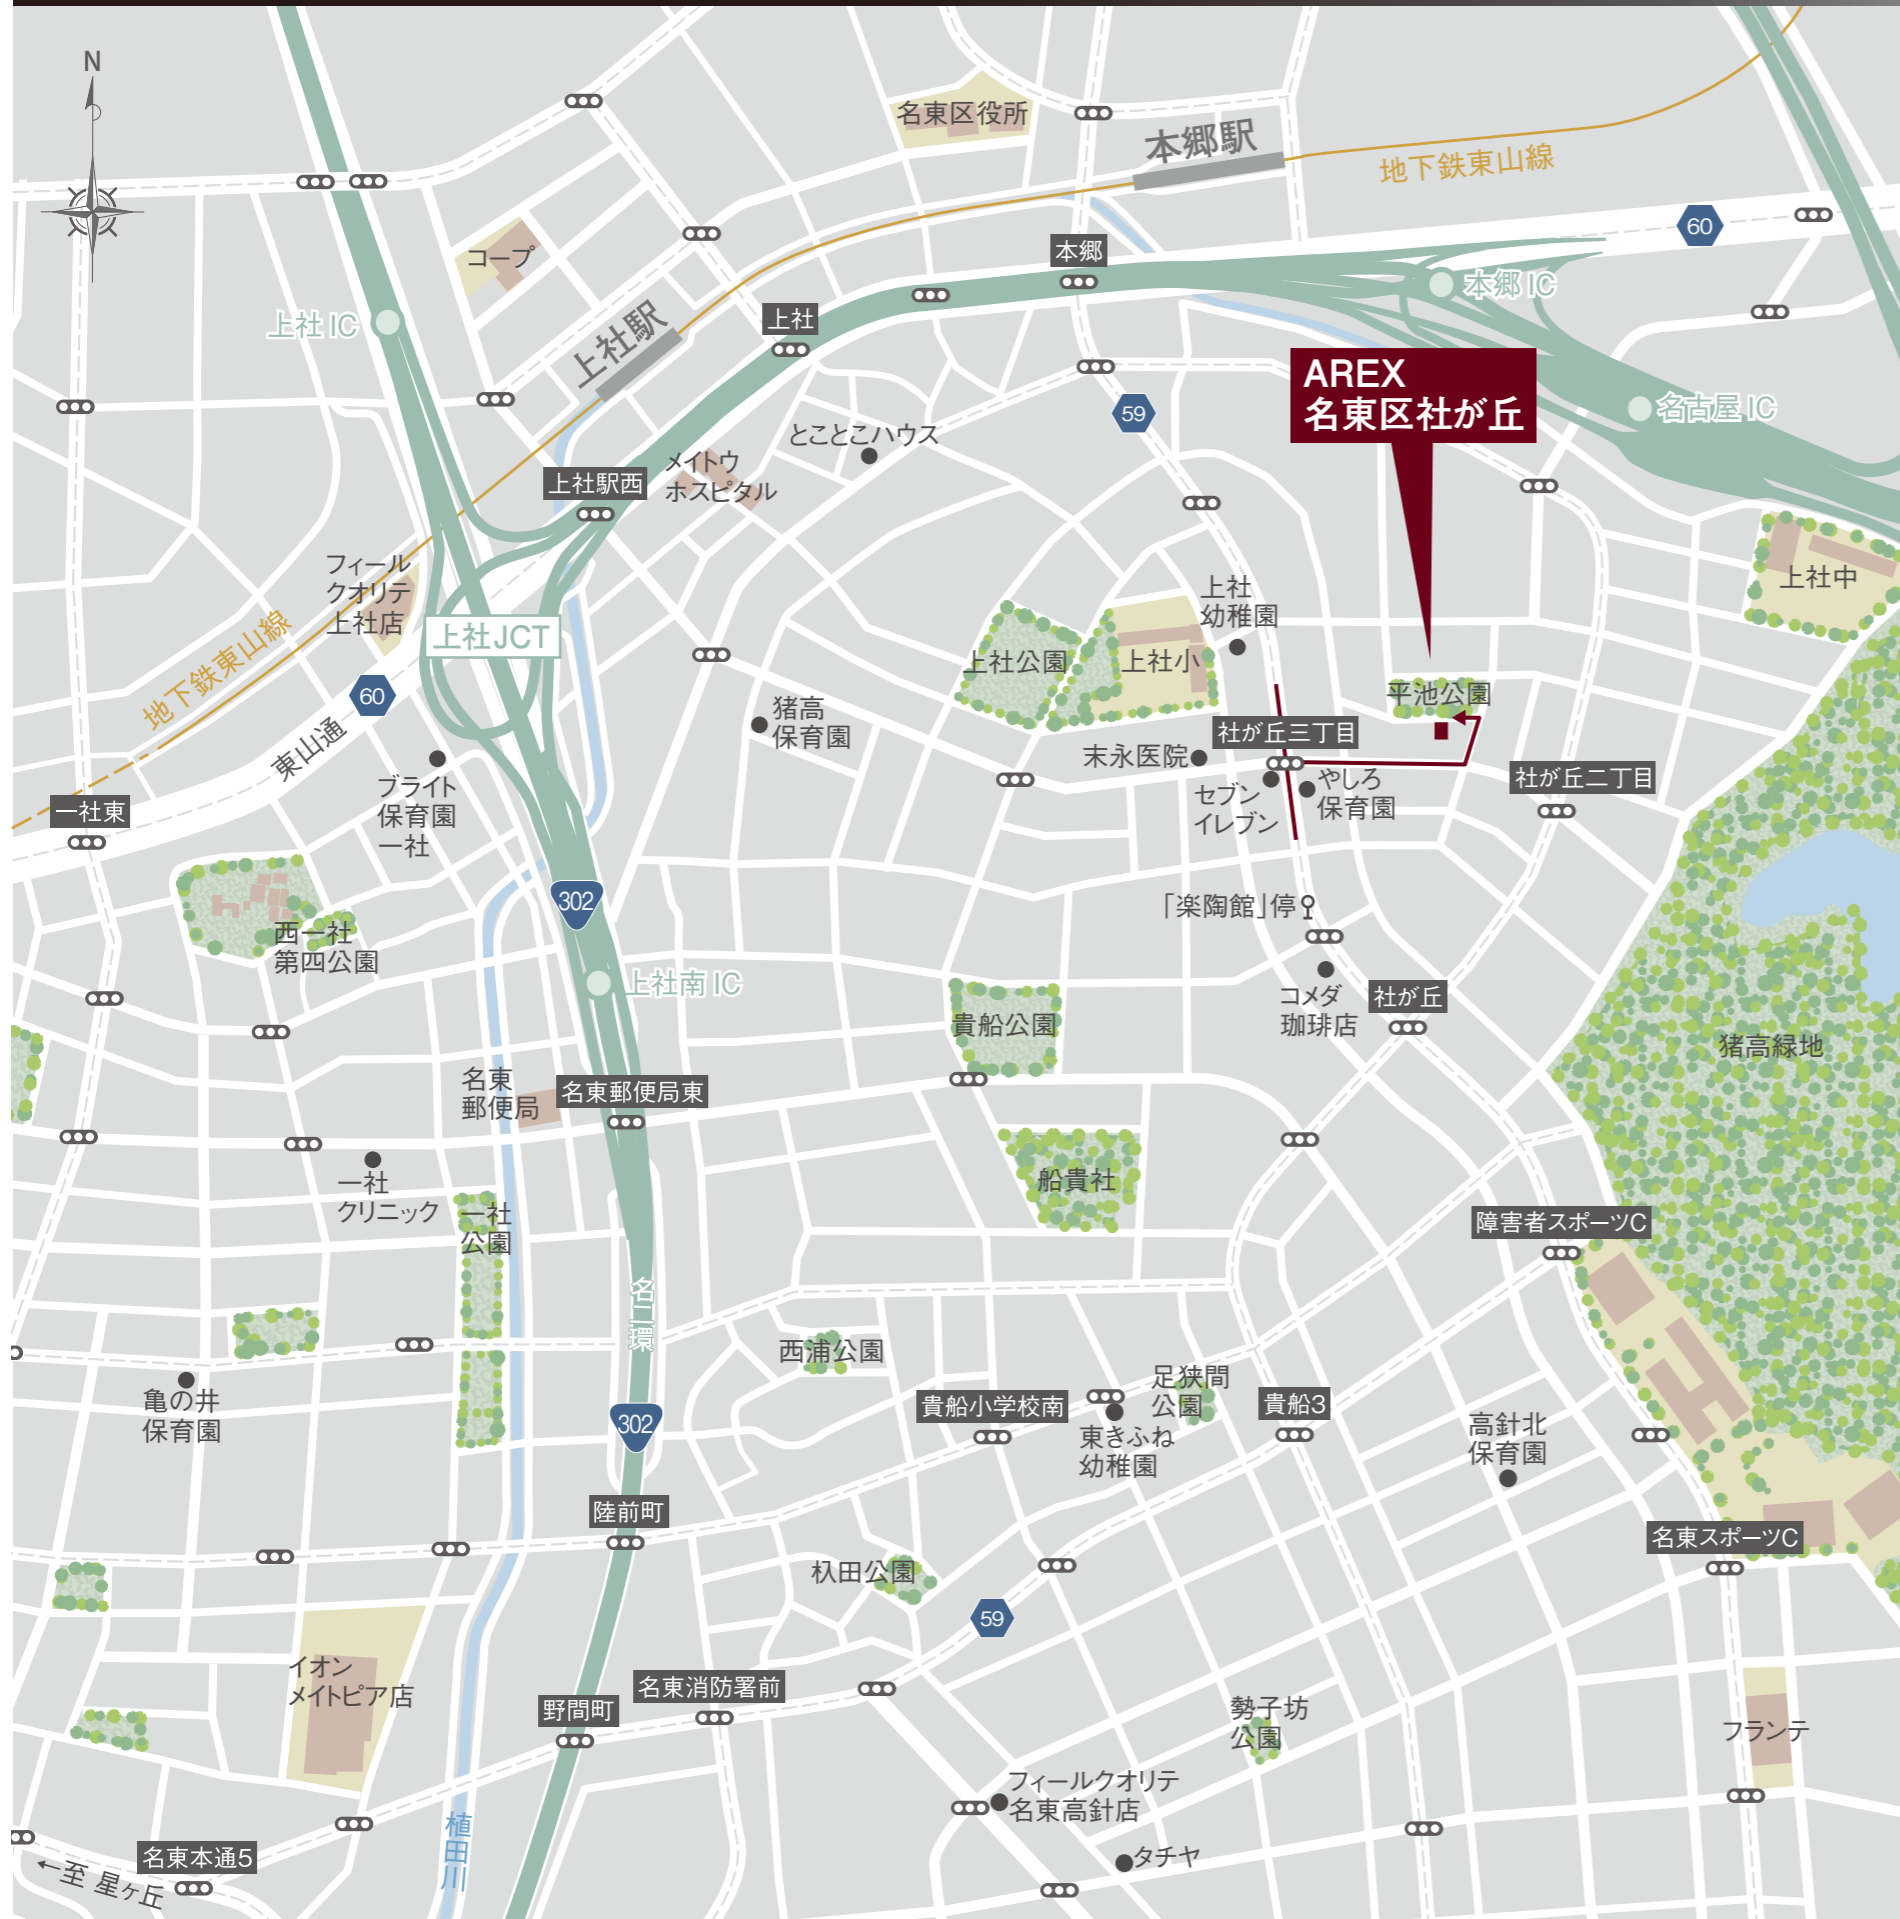 N
名東区役所
本郷駅
地下鉄東山線
60
コープ
本郷
本郷 IC
上社 IC
上社駅
上社
AREX
名東区社が丘
59
名古屋 IC
とことこハウス
メイトウ
ホスピタル
上社駅西
フィール
クオリテ
上社店
上社中
上社
幼稚園
地下鉄東山線
上社JCT
上社公園
上社小
平池公園
60
東山通
猪高
保育園
社が丘三丁目
末永医院
セブン
イレブン
やしろ
保育園
社が丘二丁目
一社東
ブライト
保育園
一社
302
「楽陶館」停
西一社
第四公園
上社南 IC
コメダ
珈琲店
社が丘
貴船公園
猪高緑地
名東
郵便局
名東郵便局東
一社
クリニック
船貴社
一社
公園
障害者スポーツC
名二環
西浦公園
足狭間
公園
亀の井
保育園
貴船小学校南
貴船3
302
東きふね
幼稚園
高針北
保育園
陸前町
名東スポーツC
杁田公園
59
イオン
メイトピア店
名東消防署前
野間町
勢子坊
公園
フランテ
フィールクオリテ
名東高針店
植田川
名東本通5
タチヤ
←至 星ヶ丘